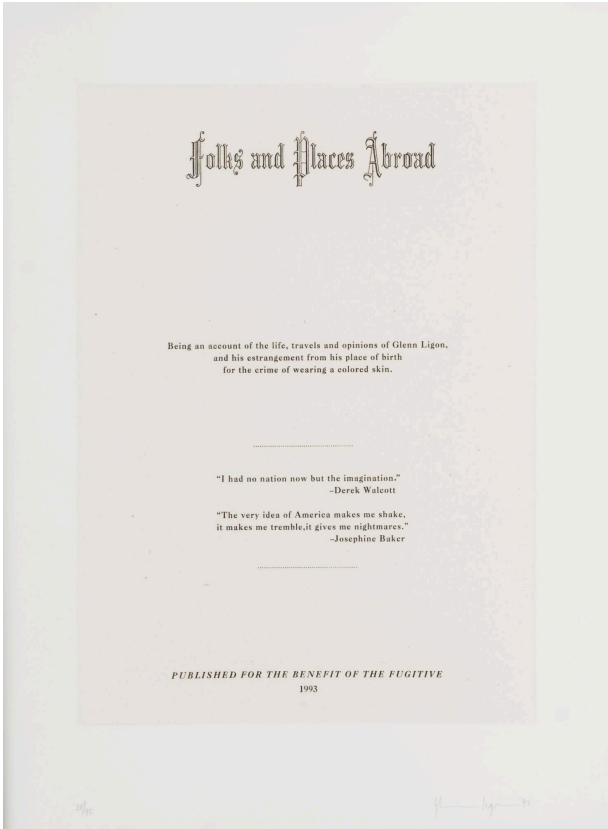 Folks and Places Abroad
Being an account of the life, travels and opinions of Glenn Ligon,
and his estrangement from his place of birth
for the crime of wearing a colored skin.
“I had no nation now but the imagination.”
–Derek Walcott
“The very idea of America makes me shake,
it makes me tremble,it gives me nightmares.”
–Josephine Baker
PUBLISHED FOR THE BENEFIT OF THE FUGITIVE
1993